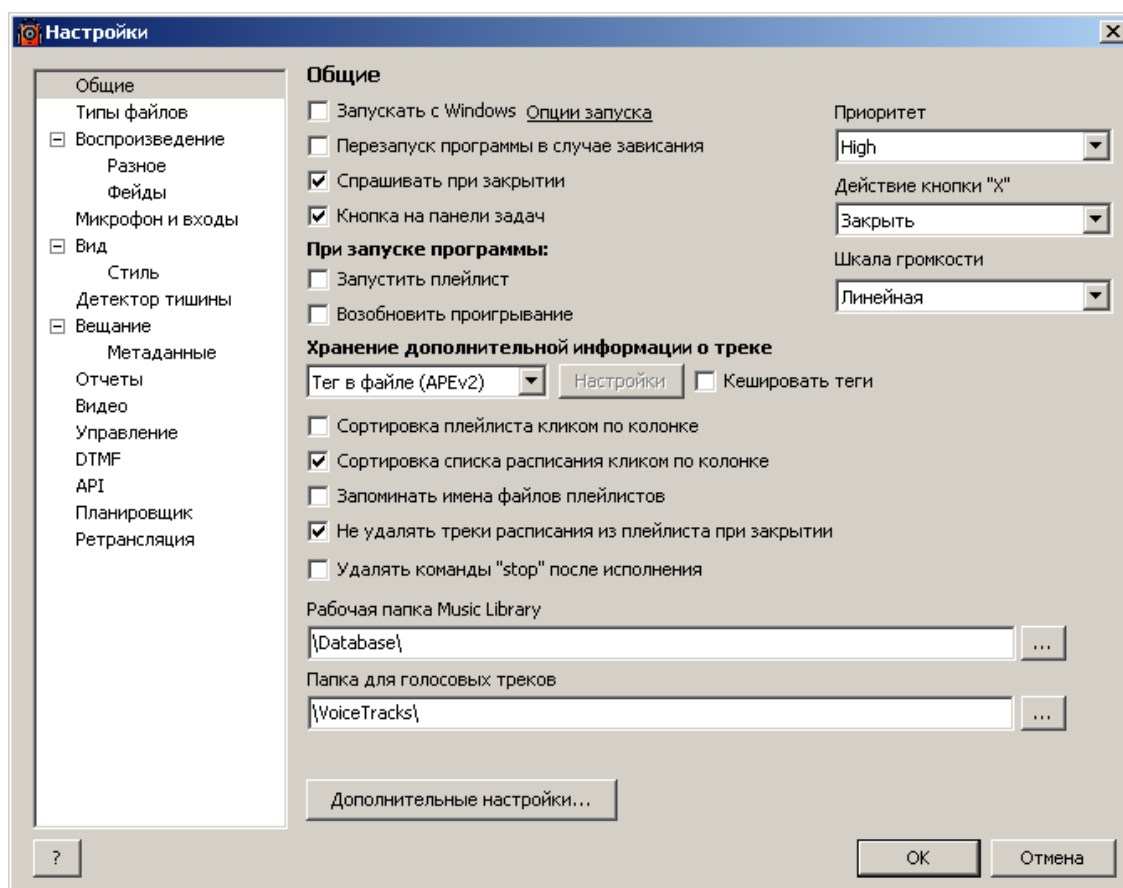 Настройки
Общие
Типы файлов
Воспроизведение
Разное
Фейды
Микрофон и входы
Вид
Стиль
Детектор тишины
Вещание
Метаданные
Отчеты
Видео
Управление
DTMF
API
Планировщик
Ретрансляция
Общие
Запускать с Windows Опции запуска
Перезапуск программы в случае зависания
Спрашивать при закрытии
Кнопка на панели задач
Приоритет
High
Действие кнопки "X"
Закрыть
Шкала громкости
Линейная
При запуске программы:
Запустить плейлист
Возобновить проигрывание
Хранение дополнительной информации о треке
Тег в файле (APEv2) Настройки Кешировать теги
Сортировка плейлиста кликом по колонке
Сортировка списка расписания кликом по колонке
Запоминать имена файлов плейлистов
Не удалять треки расписания из плейлиста при закрытии
Удалять команды "stop" после исполнения
Рабочая папка Music Library
\Database\ ...
Папка для голосовых треков
\VoiceTracks\ ...
Дополнительные настройки...
? OK Отмена